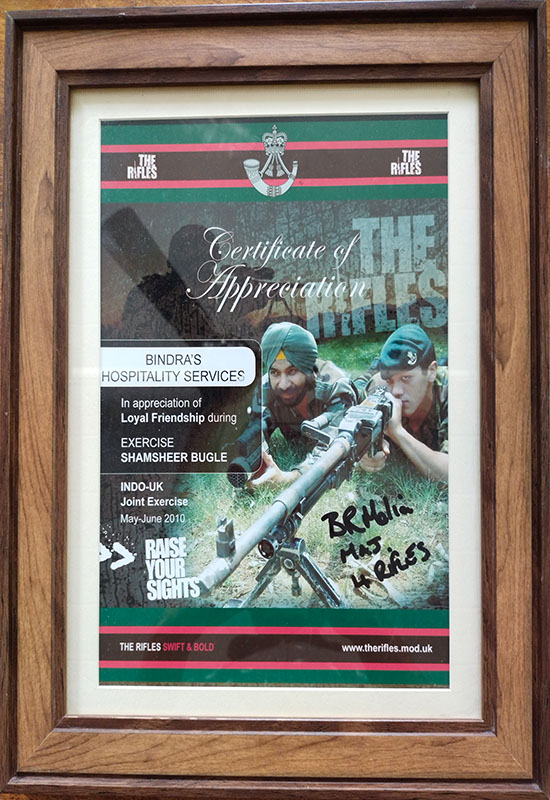 THE
RIFLES
THE
RIFLES
Certificate of
Appreciation
THE
RIFLES
BINDRA'S
HOSPITALITY SERVICES
In appreciation of
Loyal Friendship during
EXERCISE
SHAMSHEER BUGLE
INDO-UK
Joint Exercise
May-June 2010
RAISE
YOUR
SIGHTS
MAJ
4 RIFLES
THE RIFLES SWIFT & BOLD
www.therifles.mod.uk